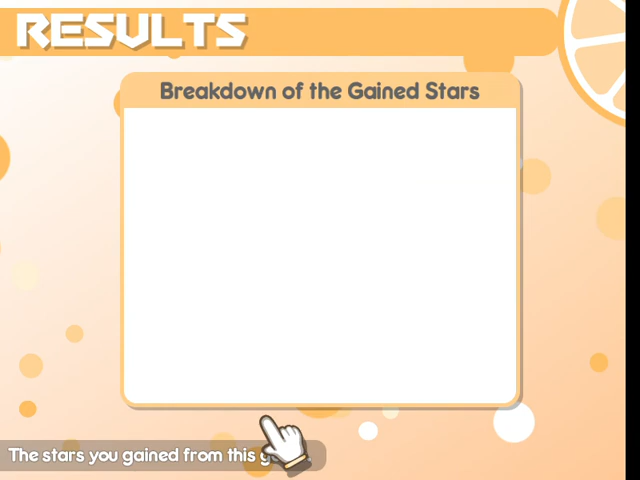 RESULTS
Breakdown of the Gained Stars
The stars you gained from this